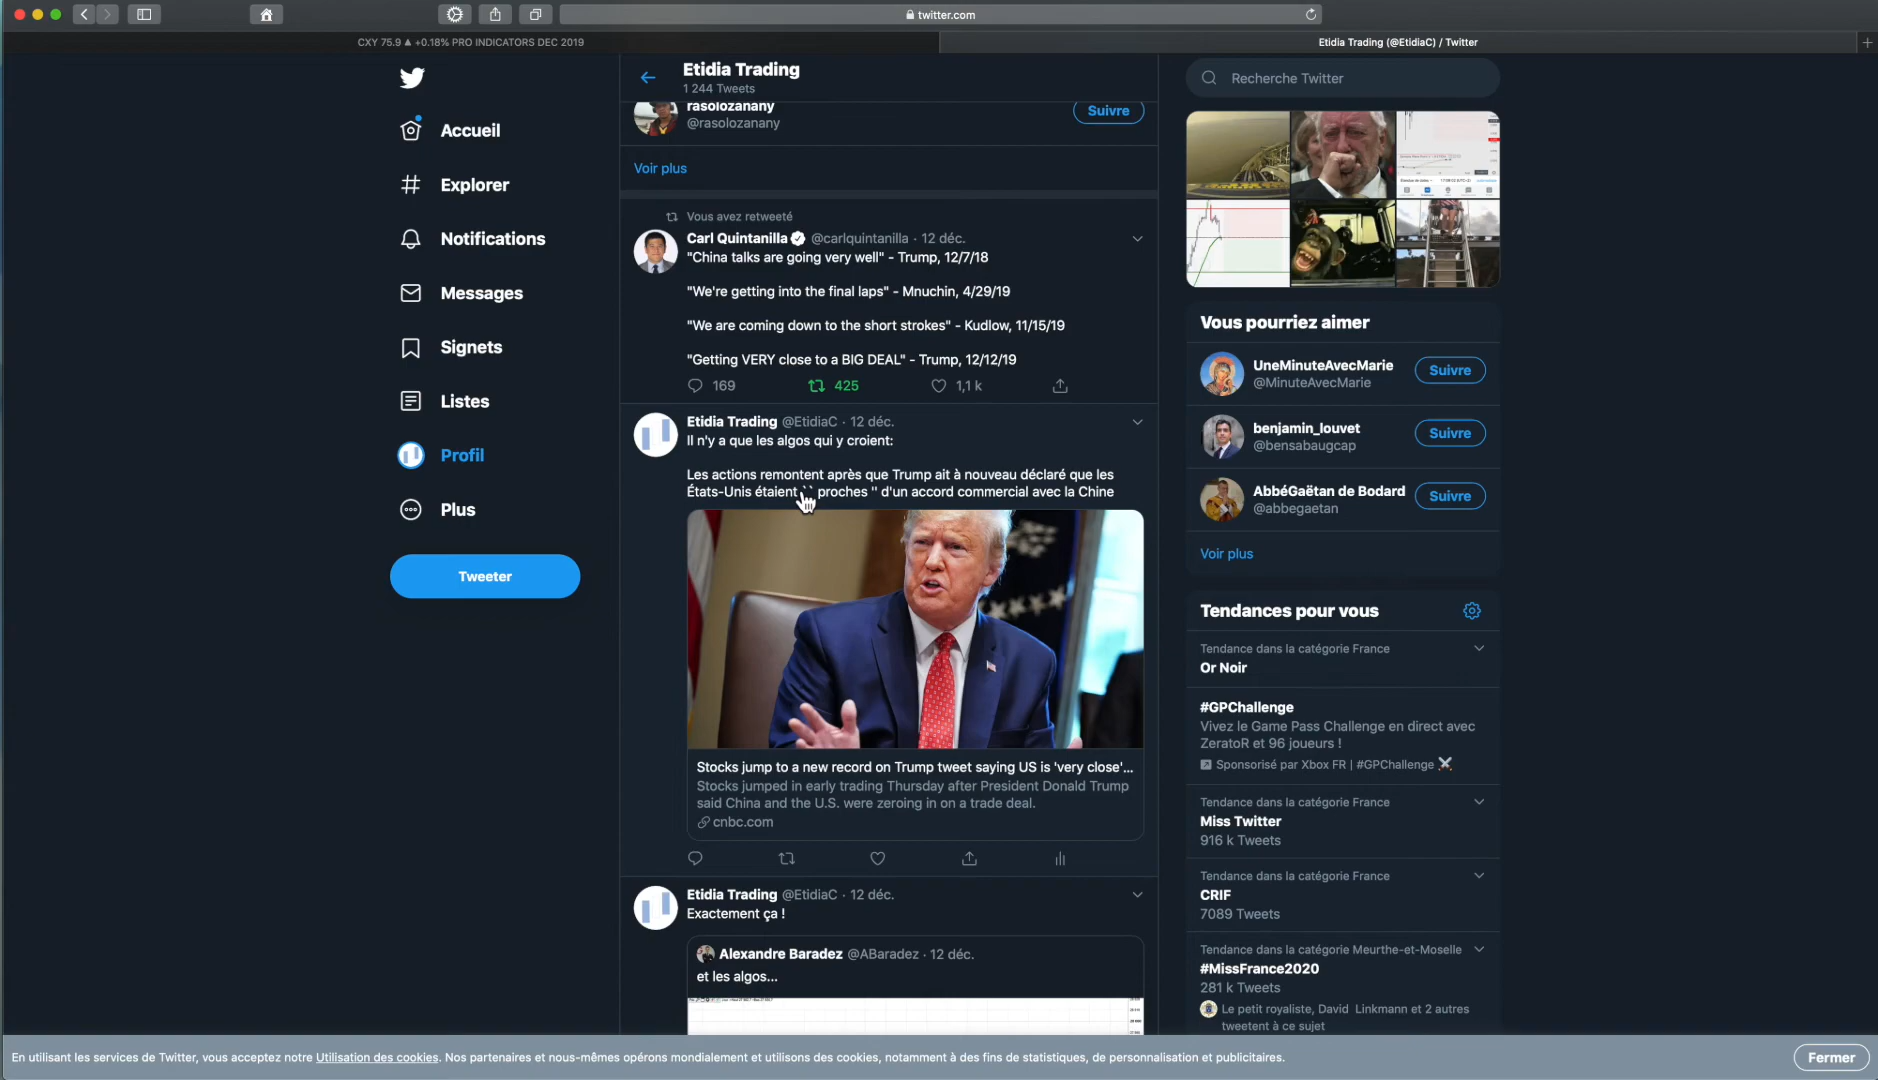 twitter.com
CXY 75.9 ▲ +0.18% PRO INDICATORS DEC 2019
Etidia Trading (@EtidiaC) / Twitter
Accueil
Explorer
Notifications
Messages
Signets
Listes
Profil
Plus
Tweeter
Etidia Trading
1 244 Tweets
rasolozanany
@rasolozanany
Suivre
Voir plus
Vous avez retweeté
Carl Quintanilla @carlquintanilla · 12 déc.
"China talks are going very well" - Trump, 12/7/18
"We're getting into the final laps" - Mnuchin, 4/29/19
"We are coming down to the short strokes" - Kudlow, 11/15/19
"Getting VERY close to a BIG DEAL" - Trump, 12/12/19
169 425 1,1 k
Etidia Trading @EtidiaC · 12 déc.
Il n'y a que les algos qui y croient:
Les actions remontent après que Trump ait à nouveau déclaré que les
États-Unis étaient `` proches '' d'un accord commercial avec la Chine
Stocks jump to a new record on Trump tweet saying US is 'very close'...
Stocks jumped in early trading Thursday after President Donald Trump
said China and the U.S. were zeroing in on a trade deal.
cnbc.com
Etidia Trading @EtidiaC · 12 déc.
Exactement ça !
Alexandre Baradez @ABaradez · 12 déc.
et les algos...
Recherche Twitter
Vous pourriez aimer
UneMinuteAvecMarie
@MinuteAvecMarie
Suivre
benjamin_louvet
@bensabaugcap
Suivre
AbbéGaëtan de Bodard
@abbegaetan
Suivre
Voir plus
Tendances pour vous
Tendance dans la catégorie France
Or Noir
#GPChallenge
Vivez le Game Pass Challenge en direct avec
ZeratoR et 96 joueurs !
Sponsorisé par Xbox FR | #GPChallenge
Tendance dans la catégorie France
Miss Twitter
916 k Tweets
Tendance dans la catégorie France
CRIF
7089 Tweets
Tendance dans la catégorie Meurthe-et-Moselle
#MissFrance2020
281 k Tweets
Le petit royaliste, David Linkmann et 2 autres
tweetent à ce sujet
En utilisant les services de Twitter, vous acceptez notre Utilisation des cookies. Nos partenaires et nous-mêmes opérons mondialement et utilisons des cookies, notamment à des fins de statistiques, de personnalisation et publicitaires.
Fermer